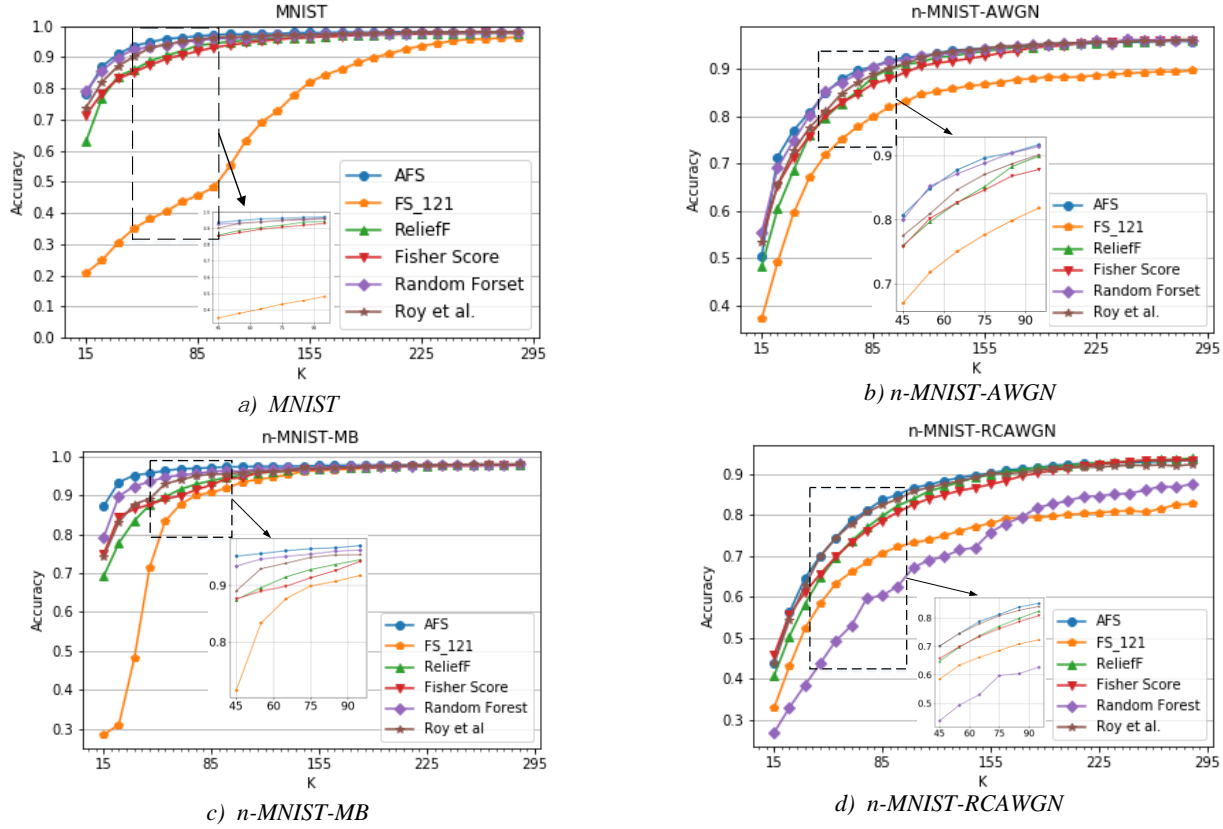 MNIST
1.0
0.9
0.8
0.7
0.6
0.5
0.4
0.3
0.2
0.1
0.0
Accuracy
15
85
155
225
295
K
AFS
FS_121
ReliefF
Fisher Score
Random Forset
Roy et al.
a) MNIST
n-MNIST-AWGN
0.9
0.8
0.7
0.6
0.5
0.4
Accuracy
15
85
155
225
295
K
0.9
0.8
0.7
45
60
75
90
AFS
FS_121
ReliefF
Fisher Score
Random Forset
Roy et al.
b) n-MNIST-AWGN
n-MNIST-MB
1.0
0.9
0.8
0.7
0.6
0.5
0.4
0.3
Accuracy
15
85
155
225
295
K
0.9
0.8
45
60
75
90
AFS
FS_121
ReliefF
Fisher Score
Random Forest
Roy et al
c) n-MNIST-MB
n-MNIST-RCAWGN
0.9
0.8
0.7
0.6
0.5
0.4
0.3
Accuracy
15
85
155
225
295
K
0.8
0.7
0.6
0.5
45
60
75
90
AFS
FS_121
ReliefF
Fisher Score
Random Forest
Roy et al.
d) n-MNIST-RCAWGN